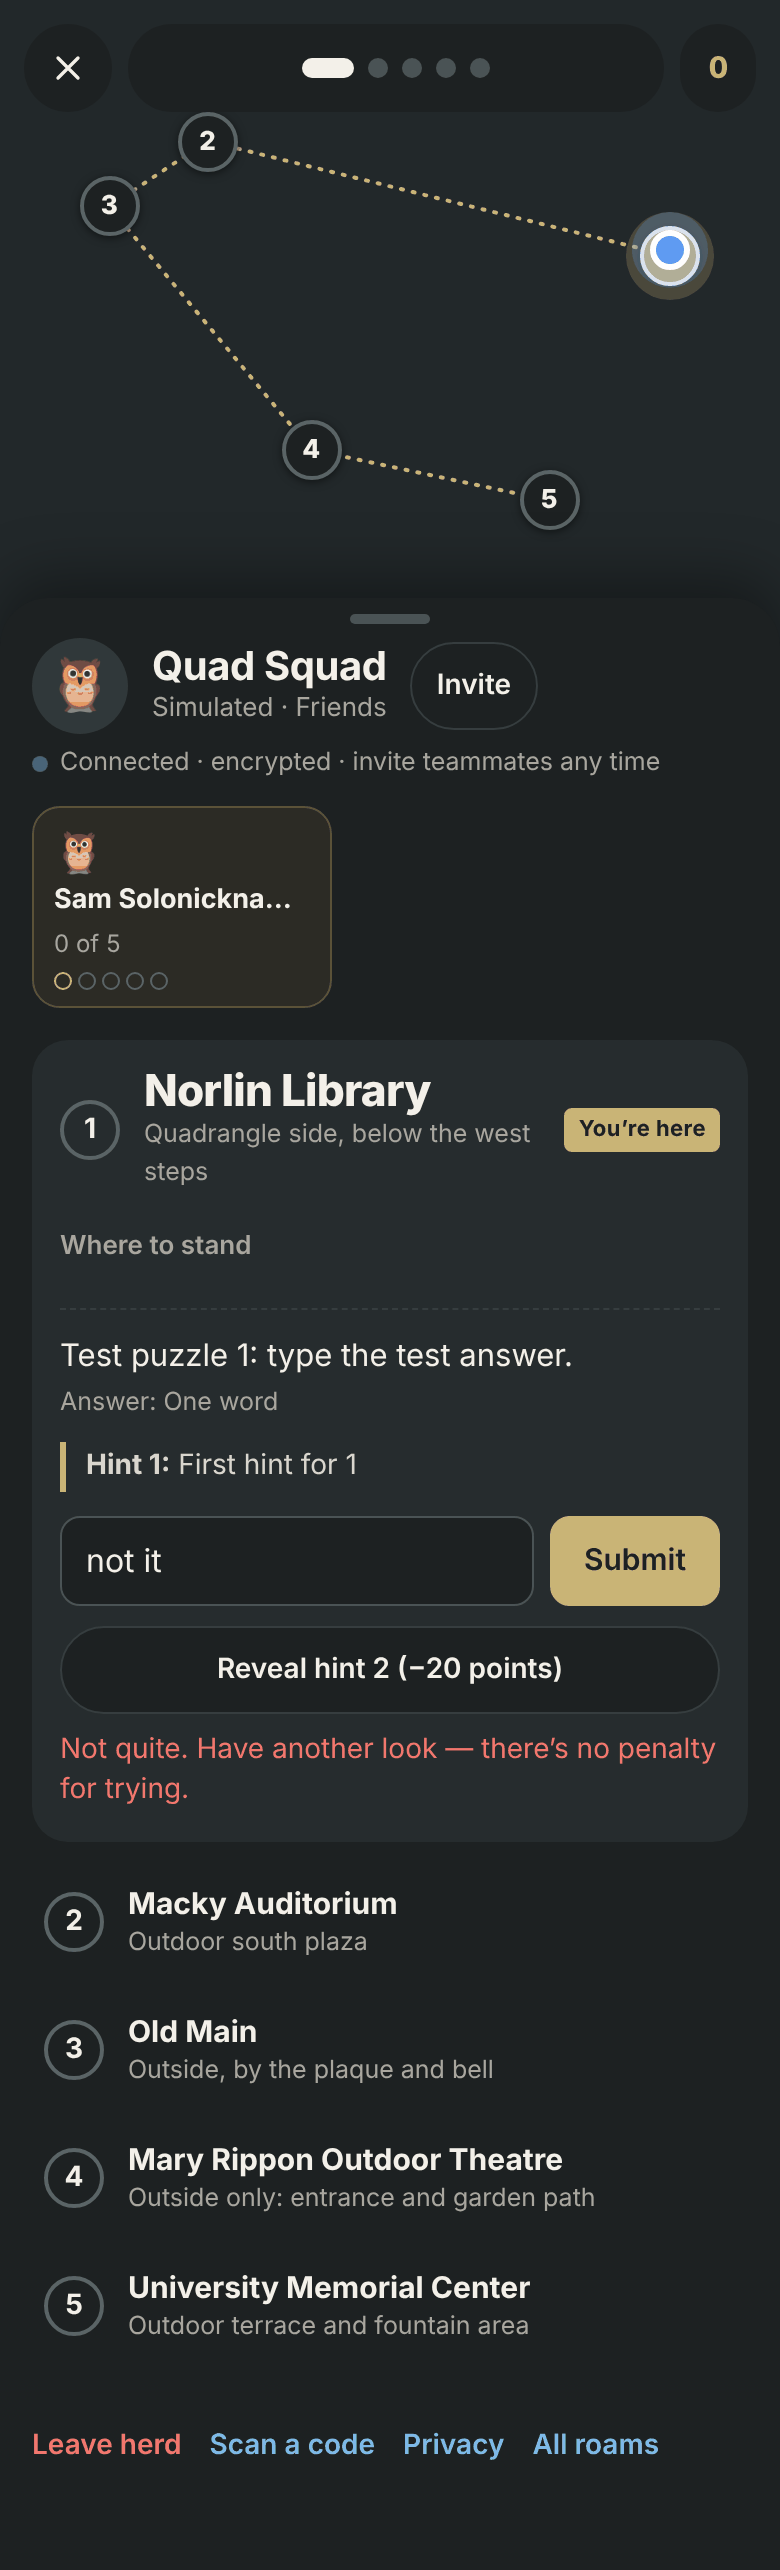 0
2
3
4
5
Quad Squad
Invite
Simulated · Friends
Connected · encrypted · invite teammates any time
Sam Solonickna…
0 of 5
1
Norlin Library
Quadrangle side, below the west
steps
You’re here
Where to stand
Test puzzle 1: type the test answer.
Answer: One word
Hint 1: First hint for 1
not it
Submit
Reveal hint 2 (−20 points)
Not quite. Have another look — there’s no penalty
for trying.
2
Macky Auditorium
Outdoor south plaza
3
Old Main
Outside, by the plaque and bell
4
Mary Rippon Outdoor Theatre
Outside only: entrance and garden path
5
University Memorial Center
Outdoor terrace and fountain area
Leave herd
Scan a code
Privacy
All roams